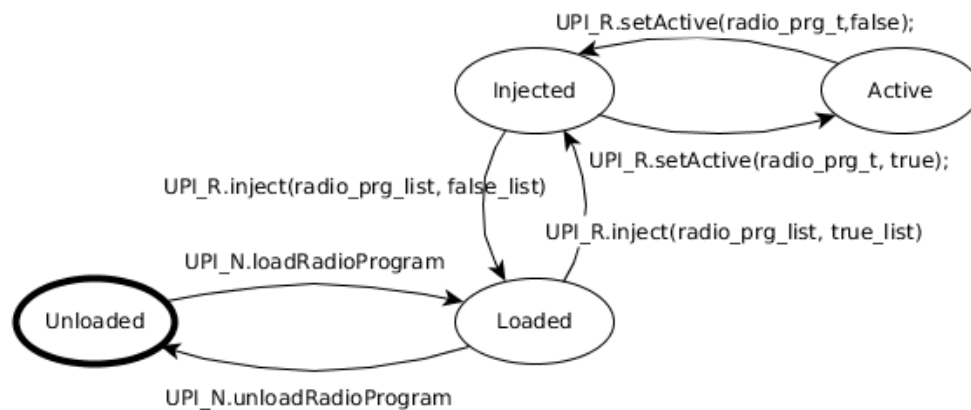 UPI_R.setActive(radio_prg_t,false);
Injected
Active
UPI_R.setActive(radio_prg_t, true);
UPI_R.inject(radio_prg_list, false_list)
UPI_R.inject(radio_prg_list, true_list)
UPI_N.loadRadioProgram
Unloaded
Loaded
UPI_N.unloadRadioProgram